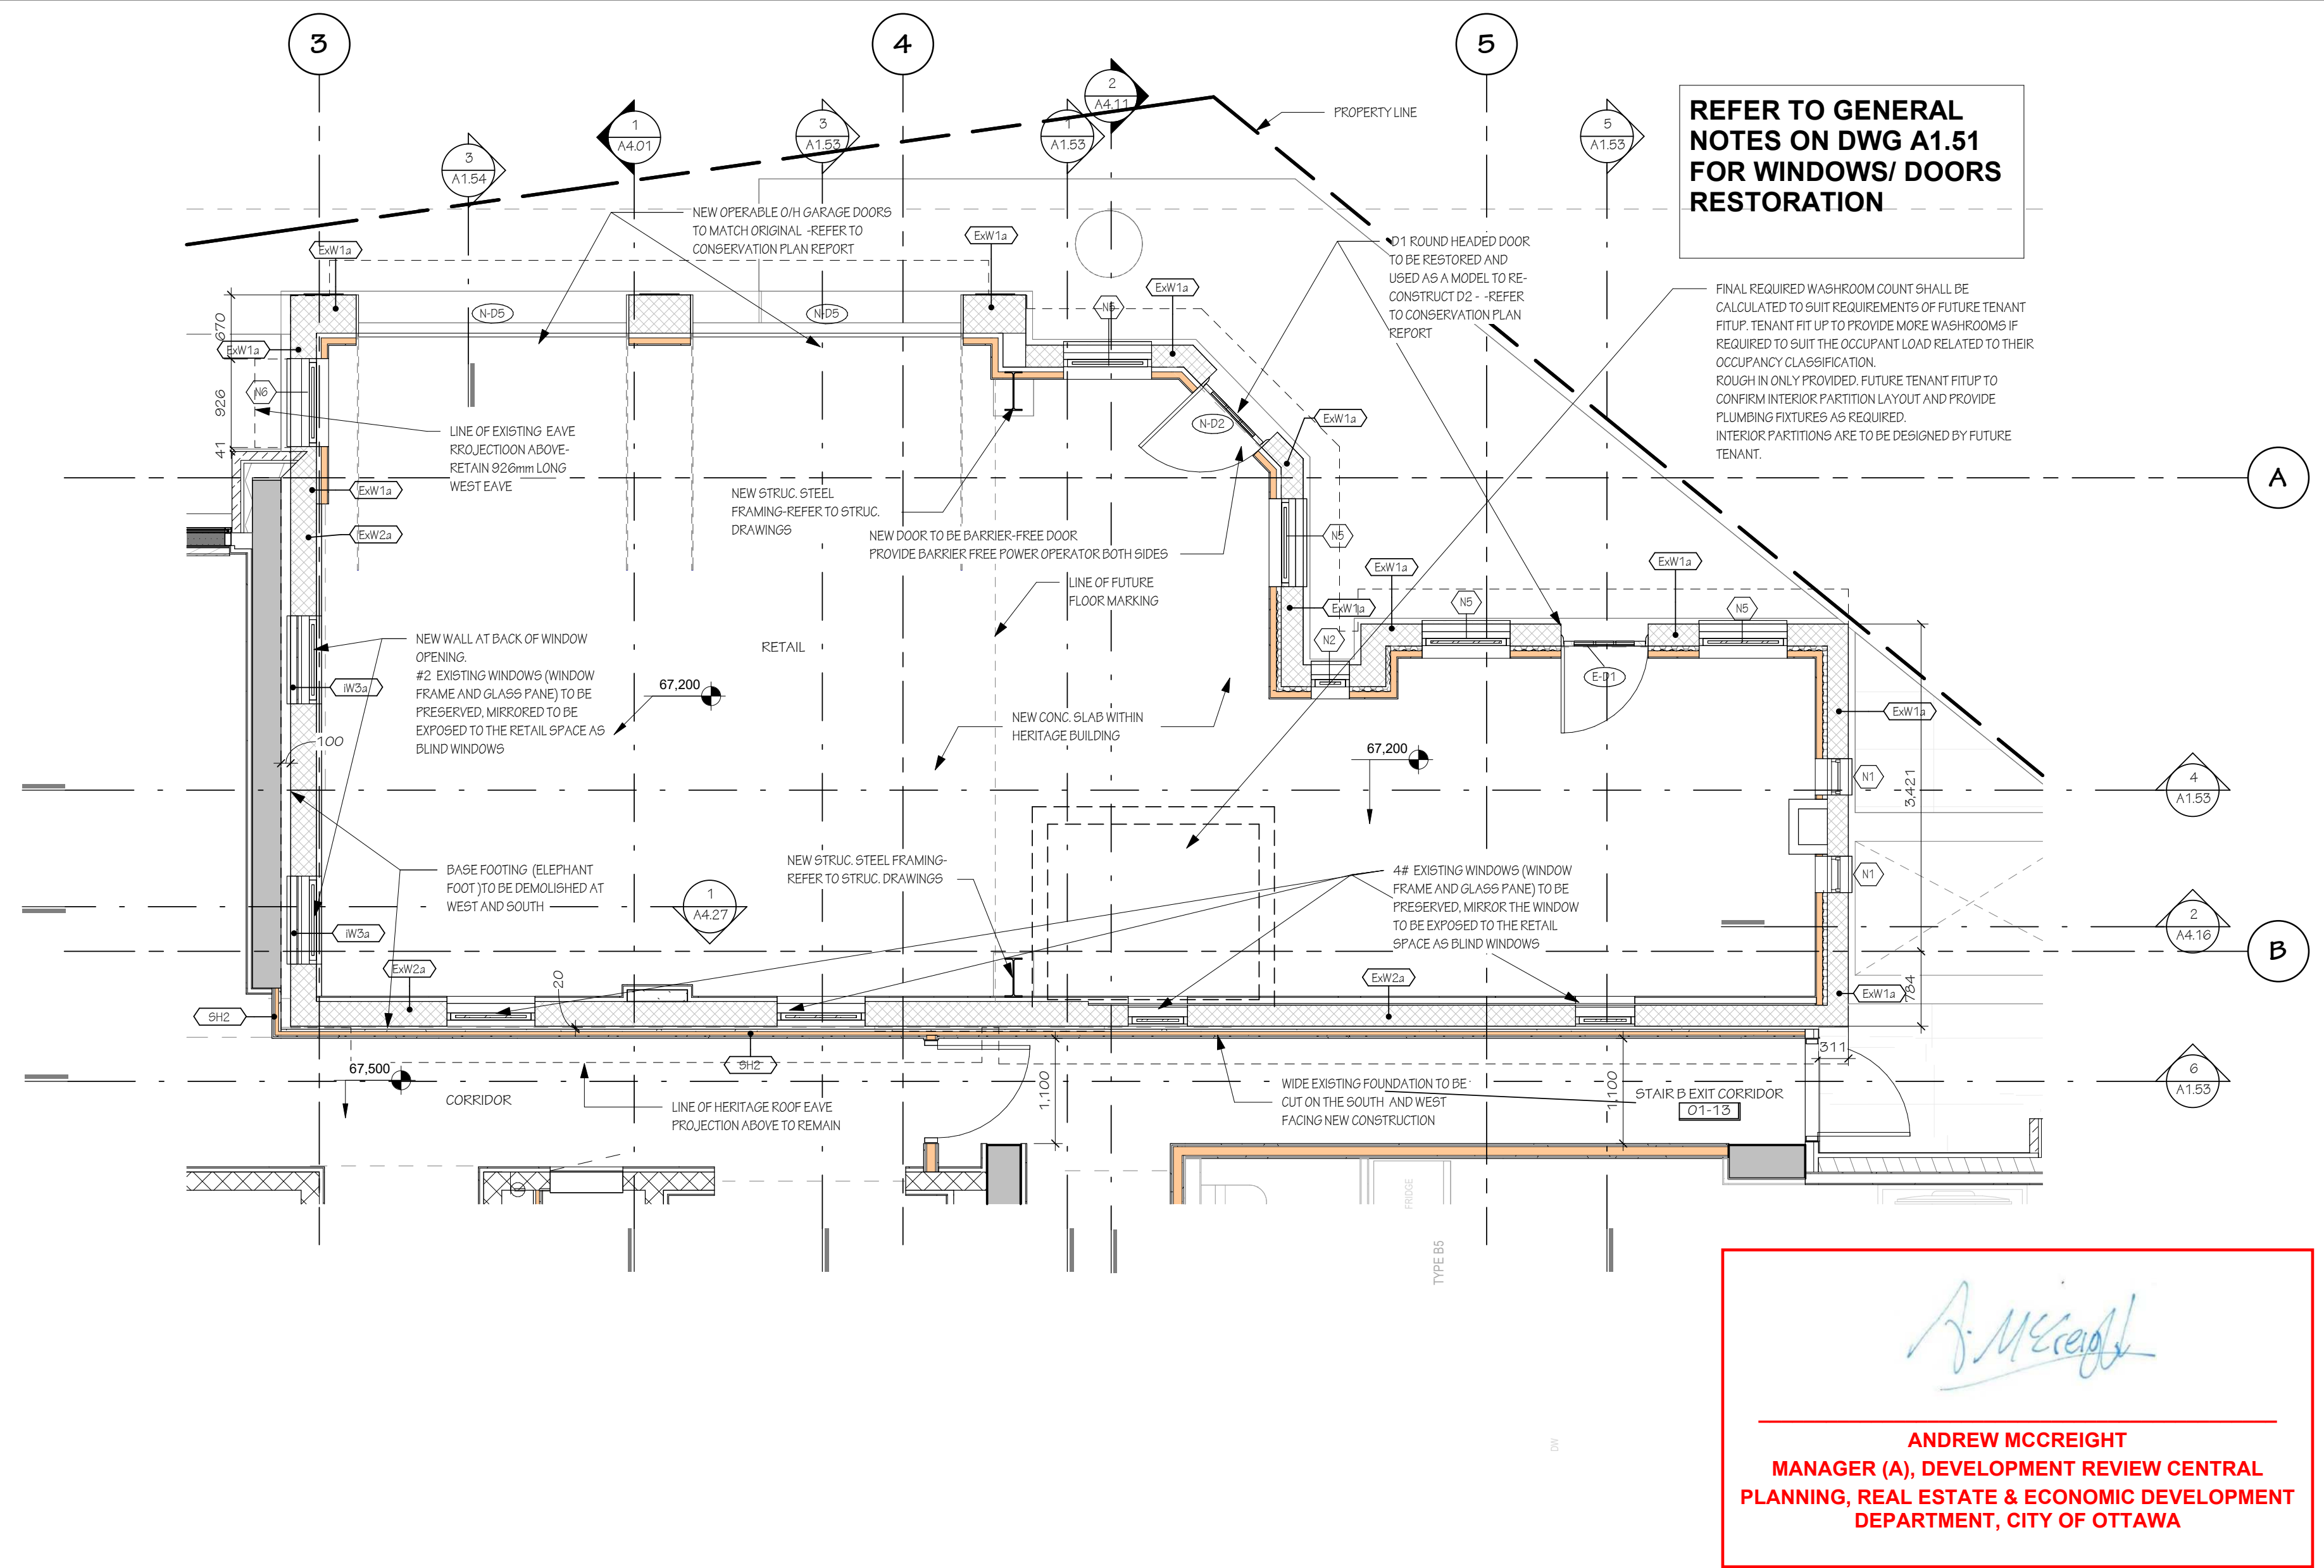 3
4
5
2
A4.11
1
A4.01
3
A1.53
1
A1.53
5
A1.53
3
A1.54
PROPERTY LINE
REFER TO GENERAL
NOTES ON DWG A1.51
FOR WINDOWS/ DOORS
RESTORATION
NEW OPERABLE O/H GARAGE DOORS
TO MATCH ORIGINAL -REFER TO
CONSERVATION PLAN REPORT
D1 ROUND HEADED DOOR
TO BE RESTORED AND
USED AS A MODEL TO RE-
CONSTRUCT D2 - -REFER
TO CONSERVATION PLAN
REPORT
FINAL REQUIRED WASHROOM COUNT SHALL BE
CALCULATED TO SUIT REQUIREMENTS OF FUTURE TENANT
FITUP. TENANT FIT UP TO PROVIDE MORE WASHROOMS IF
REQUIRED TO SUIT THE OCCUPANT LOAD RELATED TO THEIR
OCCUPANCY CLASSIFICATION.
ROUGH IN ONLY PROVIDED. FUTURE TENANT FITUP TO
CONFIRM INTERIOR PARTITION LAYOUT AND PROVIDE
PLUMBING FIXTURES AS REQUIRED.
INTERIOR PARTITIONS ARE TO BE DESIGNED BY FUTURE
TENANT.
ExW1a
ExW1a
ExW1a
N5
N-D5
N-D5
670
ExW1a
926
N6
41
N-D2
ExW1a
LINE OF EXISTING EAVE
RROJECTIOON ABOVE-
RETAIN 926mm LONG
WEST EAVE
A
ExW1a
ExW2a
NEW STRUC. STEEL
FRAMING-REFER TO STRUC.
DRAWINGS
NEW DOOR TO BE BARRIER-FREE DOOR
PROVIDE BARRIER FREE POWER OPERATOR BOTH SIDES
N5
ExW1a
ExW1a
LINE OF FUTURE
FLOOR MARKING
ExW1a
N5
N5
N2
RETAIL
NEW WALL AT BACK OF WINDOW
OPENING.
#2 EXISTING WINDOWS (WINDOW
FRAME AND GLASS PANE) TO BE
PRESERVED, MIRRORED TO BE
EXPOSED TO THE RETAIL SPACE AS
BLIND WINDOWS
iW3a
67,200
E-D1
ExW1a
NEW CONC. SLAB WITHIN
HERITAGE BUILDING
100
67,200
N1
3,421
4
A1.53
NEW STRUC. STEEL FRAMING-
REFER TO STRUC. DRAWINGS
BASE FOOTING (ELEPHANT
FOOT )TO BE DEMOLISHED AT
WEST AND SOUTH
1
A4.27
4# EXISTING WINDOWS (WINDOW
FRAME AND GLASS PANE) TO BE
PRESERVED, MIRROR THE WINDOW
TO BE EXPOSED TO THE RETAIL
SPACE AS BLIND WINDOWS
N1
2
A4.16
iW3a
B
ExW2a
20
ExW2a
784
ExW1a
SH2
SH2
311
67,500
CORRIDOR
1,100
LINE OF HERITAGE ROOF EAVE
PROJECTION ABOVE TO REMAIN
WIDE EXISTING FOUNDATION TO BE
CUT ON THE SOUTH AND WEST
FACING NEW CONSTRUCTION
1,100
STAIR B EXIT CORRIDOR
01-13
6
A1.53
FRIDGE
TYPE B5
DW
A. McCreight
ANDREW MCCREIGHT
MANAGER (A), DEVELOPMENT REVIEW CENTRAL
PLANNING, REAL ESTATE & ECONOMIC DEVELOPMENT
DEPARTMENT, CITY OF OTTAWA